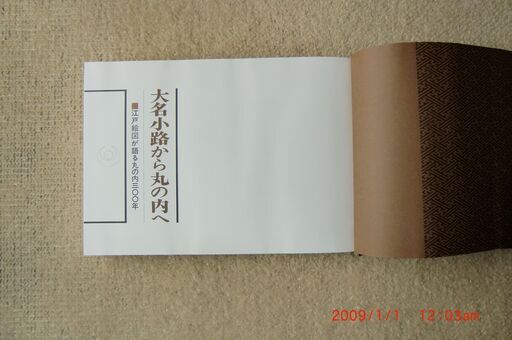 大名小路から丸の内へ
■江戸絵図が語る丸の内三〇〇年
2009/1/1 12:03am